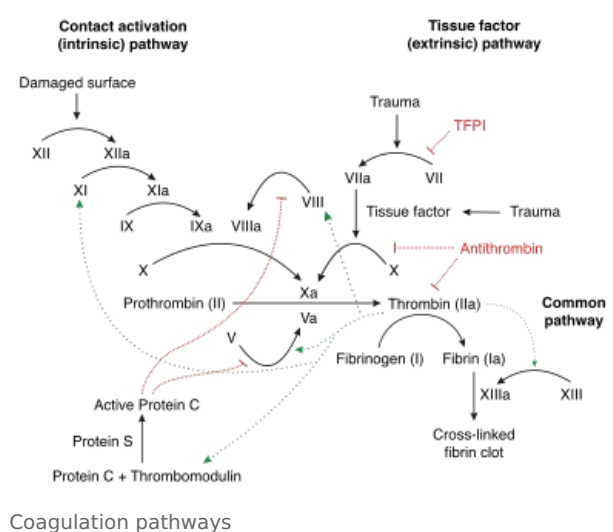 Contact activation
(intrinsic) pathway
Tissue factor
(extrinsic) pathway
Damaged surface
Trauma
TFPI
XII
XIIa
XI
XIa
VIIa
VII
IX
IXa
VIIIa
VIII
Tissue factor
Trauma
Antithrombin
X
X
Xa
Prothrombin (II)
Thrombin (IIa)
Common
pathway
Va
V
Fibrinogen (I)
Fibrin (Ia)
XIIIa
XIII
Active Protein C
Cross-linked
fibrin clot
Protein S
Protein C + Thrombomodulin
Coagulation pathways